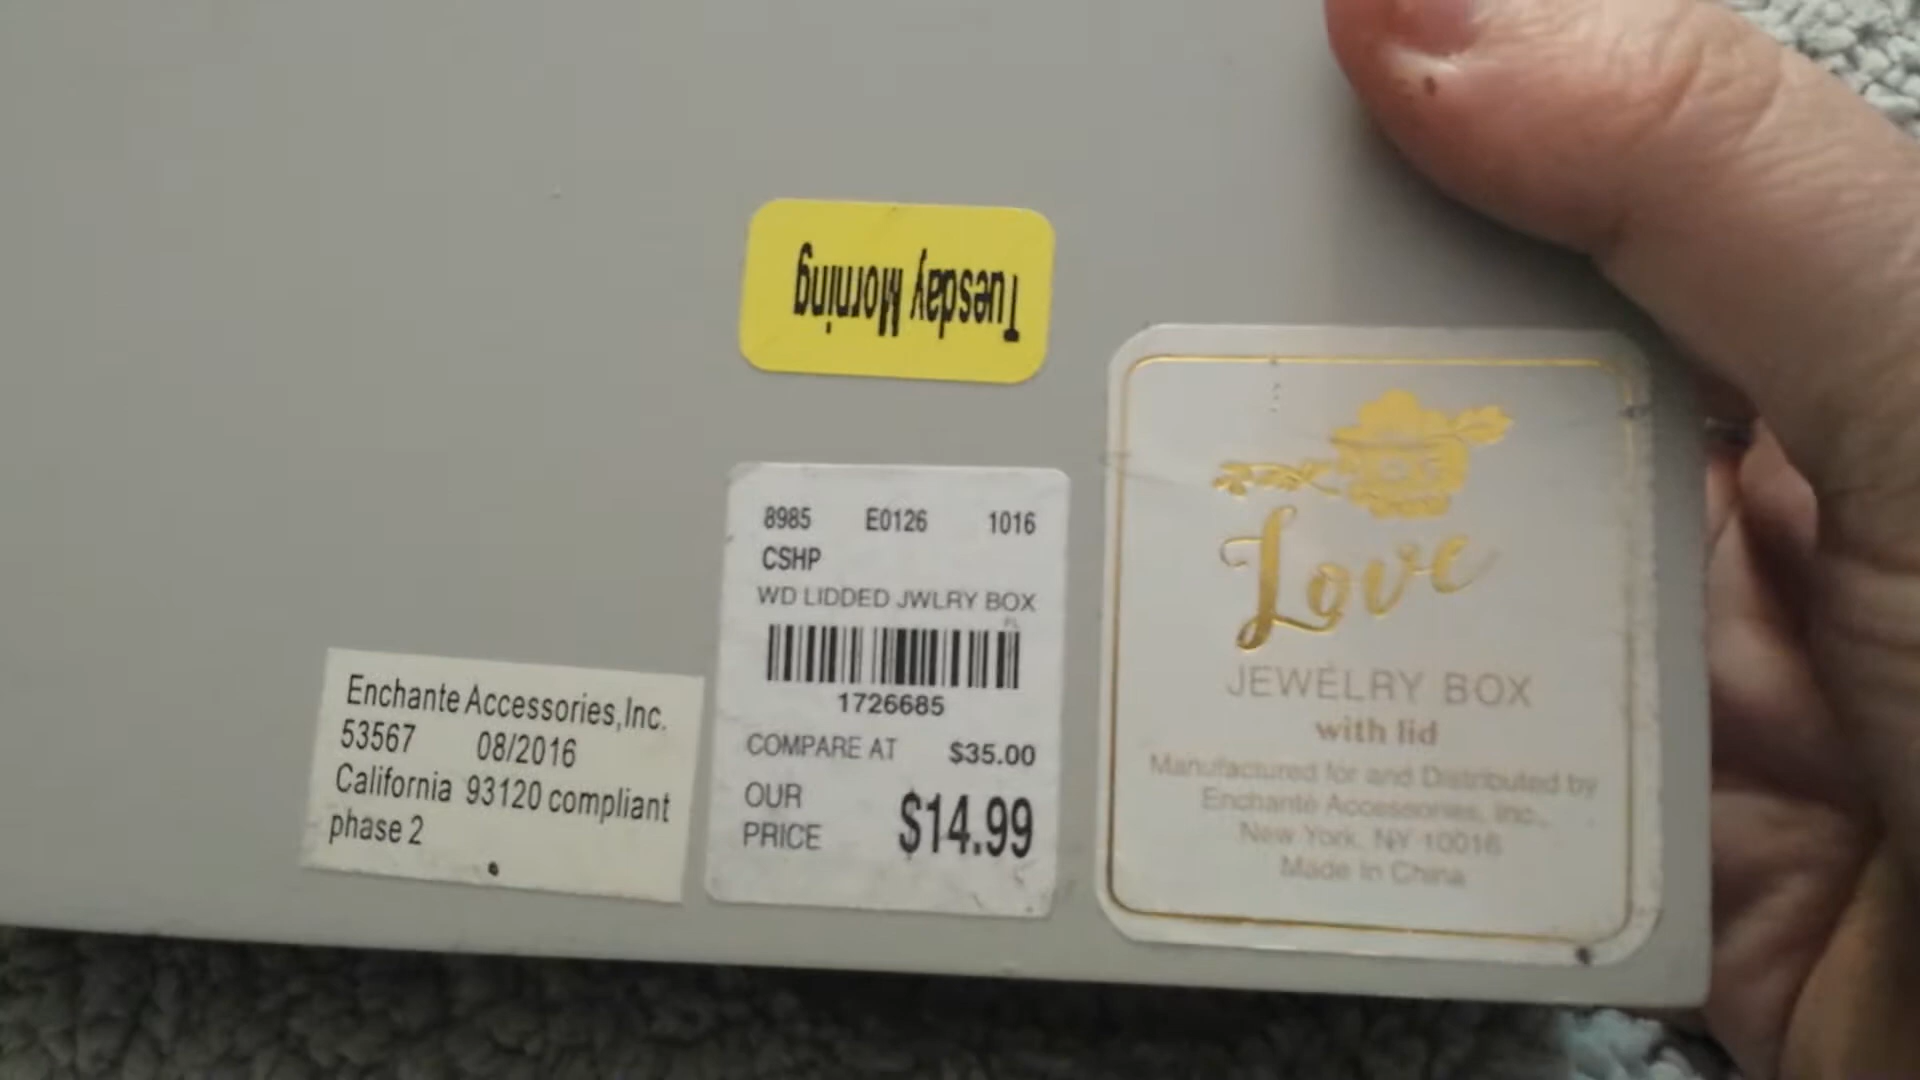 Tuesday Morning
8985 E0126 1016
CSHP
WD LIDDED JWLRY BOX
PL
1726685
COMPARE AT $35.00
OUR
PRICE $14.99
Enchante Accessories,Inc.
53567 08/2016
California 93120 compliant
phase 2
Love
JEWELRY BOX
with lid
Manufactured for and Distributed by
Enchanté Accessories, Inc.,
New York, NY 10016
Made in China